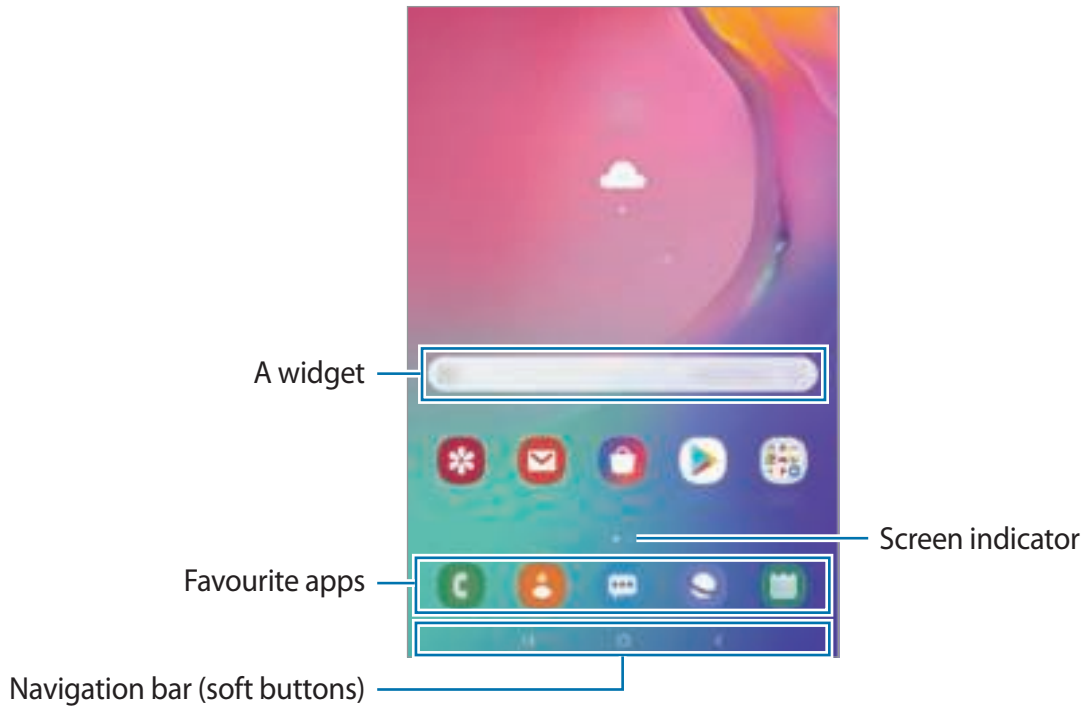 A widget
Screen indicator
Favourite apps
Navigation bar (soft buttons)